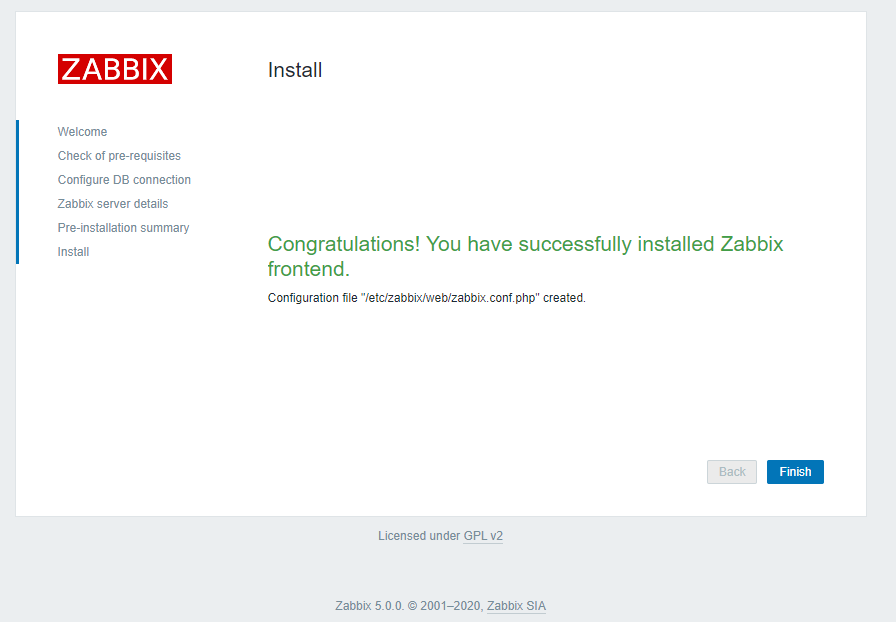 ZABBIX
Install
Welcome
Check of pre-requisites
Configure DB connection
Zabbix server details
Pre-installation summary
Install
Congratulations! You have successfully installed Zabbix
frontend.
Configuration file "/etc/zabbix/web/zabbix.conf.php" created.
Back
Finish
Licensed under GPL v2
Zabbix 5.0.0. © 2001–2020, Zabbix SIA